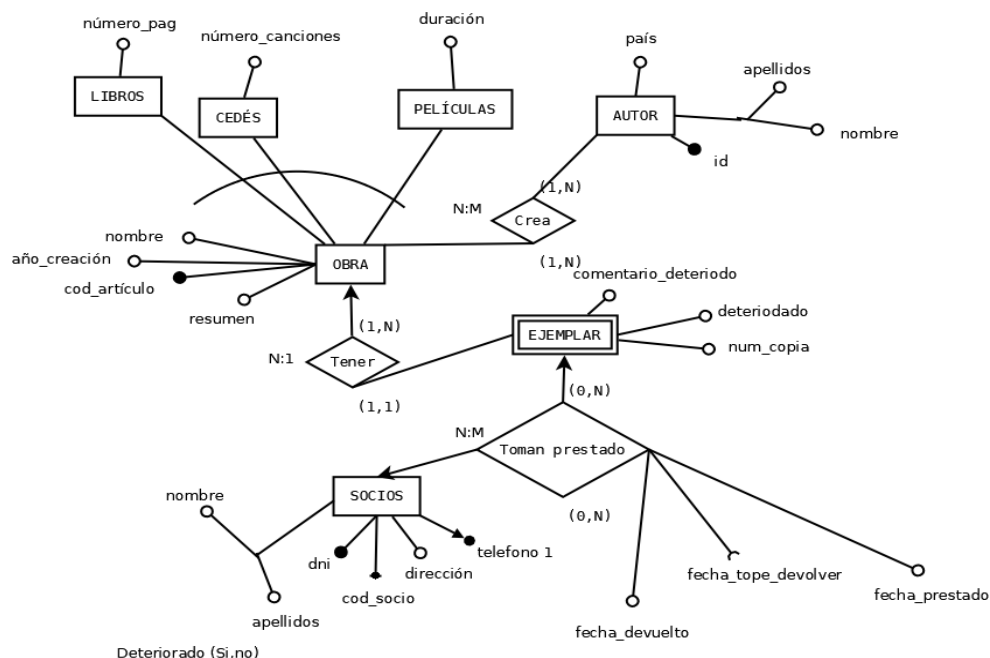 duración
número_pag
número_canciones
país
apellidos
LIBROS
CEDÉS
PELÍCULAS
AUTOR
nombre
id
(1,N)
N:M
Crea
nombre
año_creación
OBRA
(1,N)
cod_artículo
comentario_deteriodo
resumen
deteriodado
(1,N)
EJEMPLAR
num_copia
N:1
Tener
(1,1)
(0,N)
N:M
Toman prestado
nombre
SOCIOS
(0,N)
telefono 1
dni
dirección
fecha_tope_devolver
cod_socio
fecha_prestado
apellidos
fecha_devuelto
Deteriorado (Si,no)